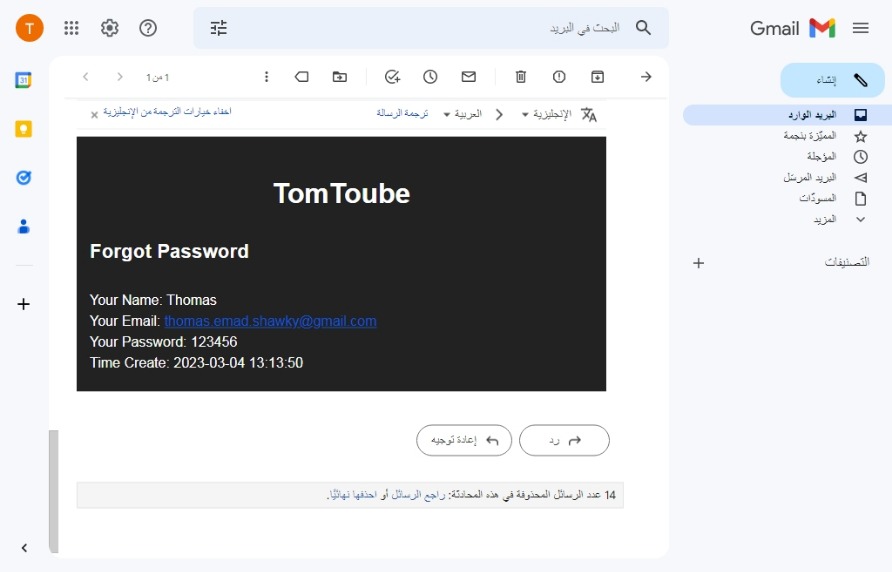 Gmail
البحث في البريد
T
إنشاء
البريد الوارد
المميّزة بنجمة
المؤجلة
البريد المرسَل
المسودّات
المزيد
التصنيفات
31
1 من 1
الإنجليزية
العربية
ترجمة الرسالة
اخفاء خيارات الترجمة من الإنجليزية
TomToube
Forgot Password
Your Name: Thomas
Your Email: thomas.emad.shawky@gmail.com
Your Password: 123456
Time Create: 2023-03-04 13:13:50
رد
إعادة توجيه
14 عدد الرسائل المحذوفة في هذه المحادثة: راجع الرسائل أو احذفها نهائيًا.